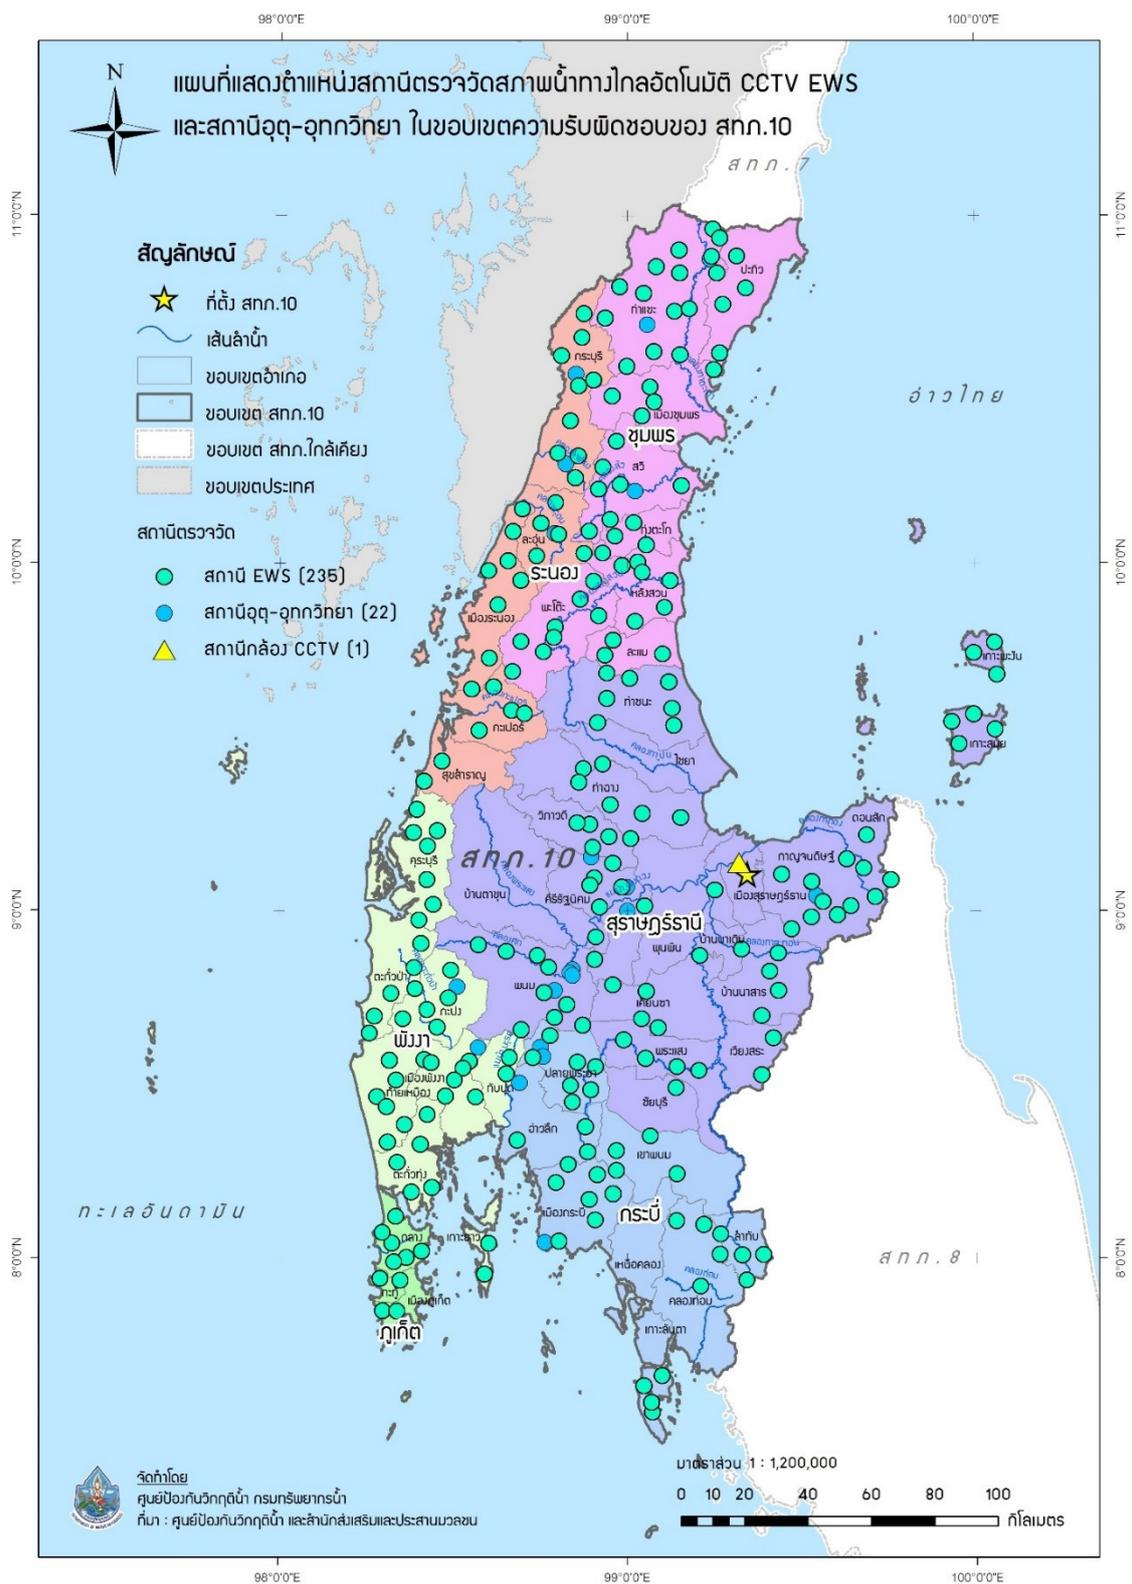 98°0'0"E 99°0'0"E 100°0'0"E
N
แผนที่แสดงตำแหน่งสถานีตรวจวัดสภาพน้ำทางไกลอัตโนมัติ CCTV EWS
และสถานีอุตุ-อุทกวิทยา ในขอบเขตความรับผิดชอบของ สทภ.10
สทภ.7
11°0'0"N 11°0'0"N
สัญลักษณ์
ที่ตั้ง สทภ.10
เส้นลำน้ำ
ขอบเขตอำเภอ
ขอบเขต สทภ.10
ขอบเขต สทภ.ใกล้เคียง
ขอบเขตประเทศ
สถานีตรวจวัด
สถานี EWS (235)
สถานีอุตุ-อุทกวิทยา (22)
สถานีกล้อง CCTV (1)
ปะทิว
ท่าแซะ
กระบุรี
อ่าวไทย
เมืองชุมพร
ชุมพร
สวี
ทุ่งตะโก
ละอุ่น
10°0'0"N 10°0'0"N
ระนอง
หลังสวน
พะโต๊ะ
เมืองระนอง
ละแม
เกาะพะงัน
ท่าชนะ
กะเปอร์
เกาะสมุย
คลองท่าปูน
ไชยา
สุขสำราญ
ท่าฉาง
วิภาวดี
ดอนสัก
คุระบุรี
สทภ.10
กาญจนดิษฐ์
บ้านตาขุน
คีรีรัฐนิคม
เมืองสุราษฎร์ธานี
9°0'0"N 9°0'0"N
สุราษฎร์ธานี
พุนพิน
บ้านนาเดิม
ตะกั่วป่า
พนม
บ้านนาสาร
เคียนซา
กะปง
พังงา
พระแสง
เวียงสระ
ปลายพระยา
เมืองพังงา
ท้ายเหมือง
ทับปุด
ชัยบุรี
อ่าวลึก
เขาพนม
ตะกั่วทุ่ง
ทะเลอันดามัน
เมืองกระบี่
กระบี่
ถลาง
เกาะยาว
ลำทับ
สทภ.8
8°0'0"N 8°0'0"N
เหนือคลอง
คลองท่อม
กะทู้
เมืองภูเก็ต
คลองท่อม
ภูเก็ต
เกาะลันตา
มาตราส่วน 1 : 1,200,000
0 10 20 40 60 80 100
กิโลเมตร
จัดทำโดย
ศูนย์ป้องกันวิกฤติน้ำ กรมทรัพยากรน้ำ
ที่มา : ศูนย์ป้องกันวิกฤติน้ำ และสำนักส่งเสริมและประสานมวลชน
98°0'0"E 99°0'0"E 100°0'0"E